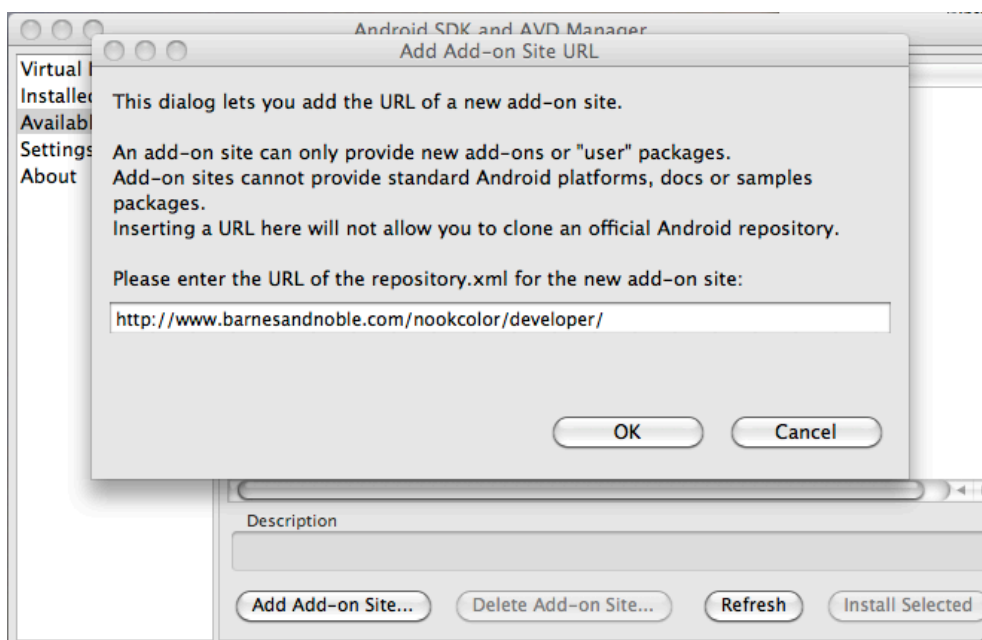 Android SDK and AVD Manager
Add Add-on Site URL
Virtual
Installed
Availabl
Settings
About
This dialog lets you add the URL of a new add-on site.
An add-on site can only provide new add-ons or "user" packages.
Add-on sites cannot provide standard Android platforms, docs or samples
packages.
Inserting a URL here will not allow you to clone an official Android repository.
Please enter the URL of the repository.xml for the new add-on site:
http://www.barnesandnoble.com/nookcolor/developer/
OK Cancel
Description
Add Add-on Site... Delete Add-on Site... Refresh Install Selected